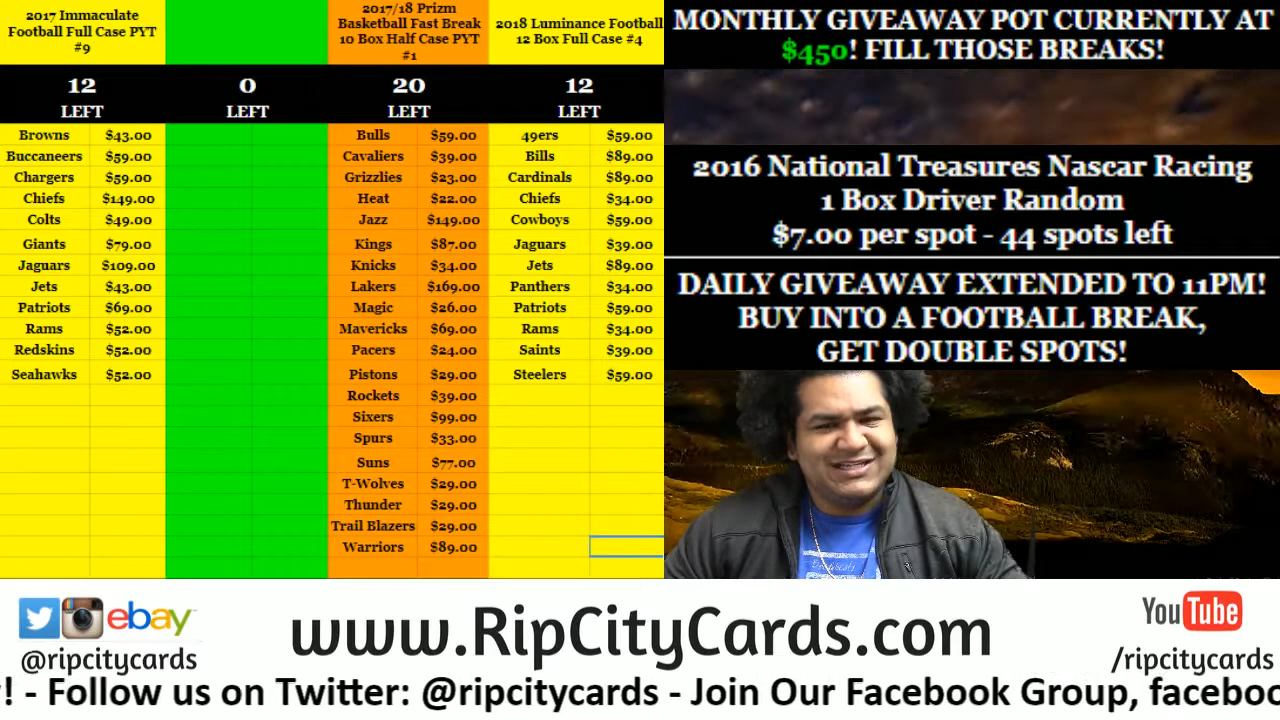 2017 Immaculate
Football Full Case PYT
#9
12
LEFT
Browns $43.00
Buccaneers $59.00
Chargers $59.00
Chiefs $149.00
Colts $49.00
Giants $79.00
Jaguars $109.00
Jets $43.00
Patriots $69.00
Rams $52.00
Redskins $52.00
Seahawks $52.00
0
LEFT
2017/18 Prizm
Basketball Fast Break
10 Box Half Case PYT
#1
20
LEFT
Bulls $59.00
Cavaliers $39.00
Grizzlies $23.00
Heat $22.00
Jazz $149.00
Kings $87.00
Knicks $34.00
Lakers $169.00
Magic $26.00
Mavericks $69.00
Pacers $24.00
Pistons $29.00
Rockets $39.00
Sixers $99.00
Spurs $33.00
Suns $77.00
T-Wolves $29.00
Thunder $29.00
Trail Blazers $29.00
Warriors $89.00
2018 Luminance Football
12 Box Full Case #4
12
LEFT
49ers $59.00
Bills $89.00
Cardinals $89.00
Chiefs $34.00
Cowboys $59.00
Jaguars $39.00
Jets $89.00
Panthers $34.00
Patriots $59.00
Rams $34.00
Saints $39.00
Steelers $59.00
MONTHLY GIVEAWAY POT CURRENTLY AT
$450! FILL THOSE BREAKS!
2016 National Treasures Nascar Racing
1 Box Driver Random
$7.00 per spot - 44 spots left
DAILY GIVEAWAY EXTENDED TO 11PM!
BUY INTO A FOOTBALL BREAK,
GET DOUBLE SPOTS!
ebay
@ripcitycards
www.RipCityCards.com
YouTube
/ripcitycards
! - Follow us on Twitter: @ripcitycards - Join Our Facebook Group, faceboo